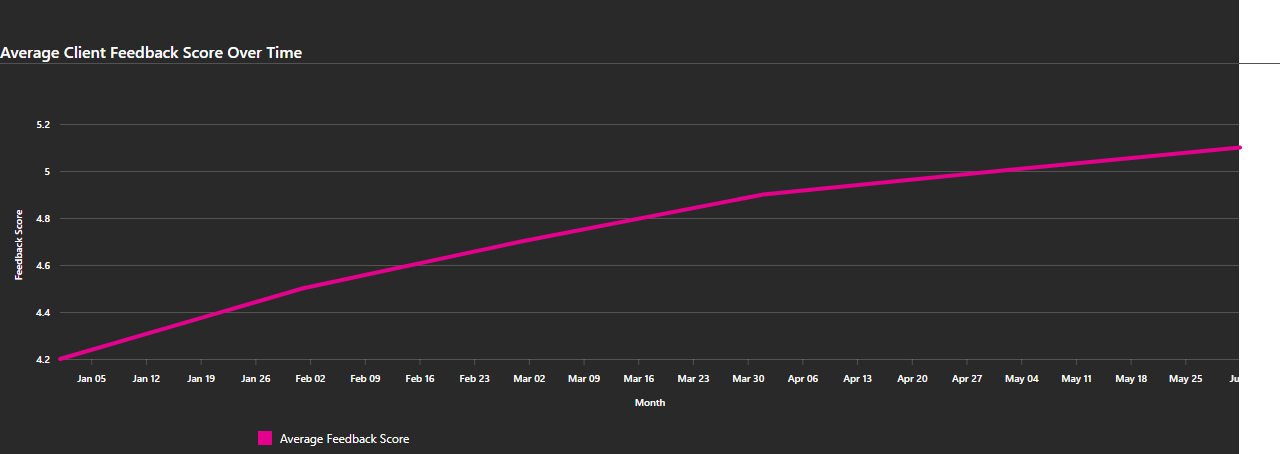 Average Client Feedback Score Over Time
5.2
5
4.8
4.6
4.4
4.2
Feedback Score
Jan 05 Jan 12 Jan 19 Jan 26 Feb 02 Feb 09 Feb 16 Feb 23 Mar 02 Mar 09 Mar 16 Mar 23 Mar 30 Apr 06 Apr 13 Apr 20 Apr 27 May 04 May 11 May 18 May 25 Ju
Month
Average Feedback Score